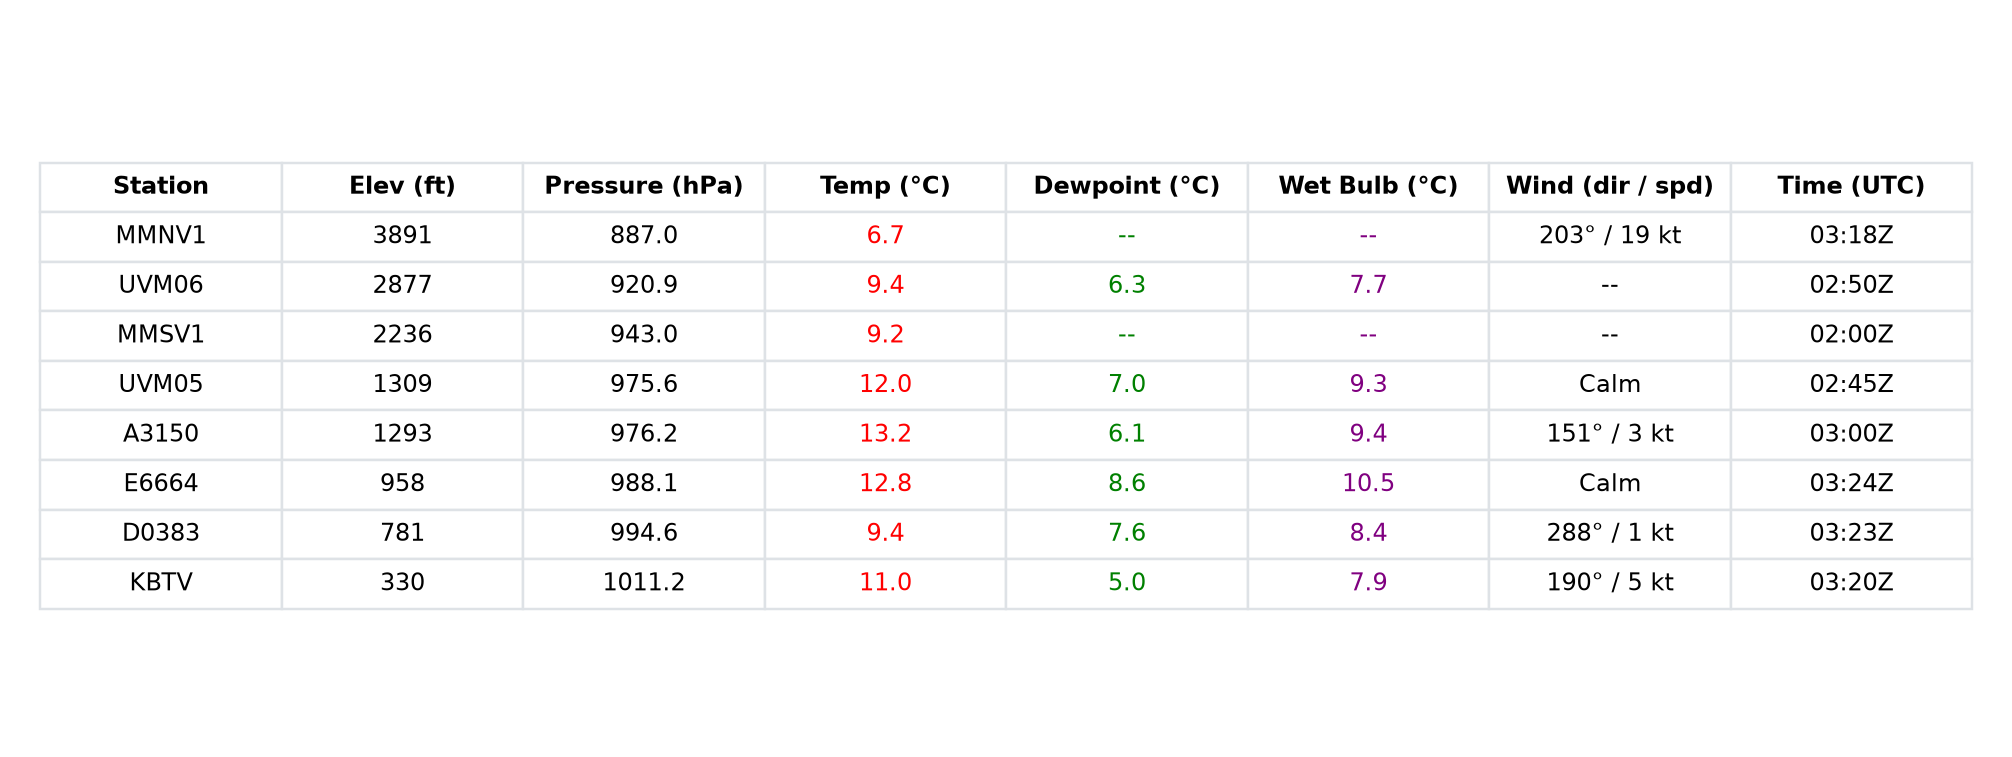 Station Elev (ft) Pressure (hPa) Temp (°C) Dewpoint (°C) Wet Bulb (°C) Wind (dir / spd) Time (UTC)
MMNV1 3891 887.0 6.7 -- -- 203° / 19 kt 03:18Z
UVM06 2877 920.9 9.4 6.3 7.7 -- 02:50Z
MMSV1 2236 943.0 9.2 -- -- -- 02:00Z
UVM05 1309 975.6 12.0 7.0 9.3 Calm 02:45Z
A3150 1293 976.2 13.2 6.1 9.4 151° / 3 kt 03:00Z
E6664 958 988.1 12.8 8.6 10.5 Calm 03:24Z
D0383 781 994.6 9.4 7.6 8.4 288° / 1 kt 03:23Z
KBTV 330 1011.2 11.0 5.0 7.9 190° / 5 kt 03:20Z